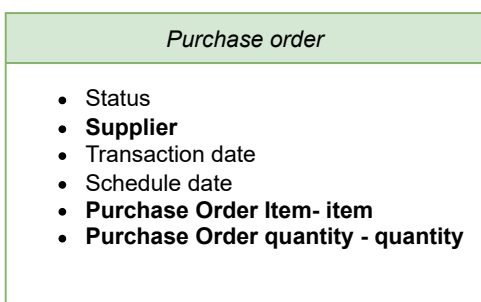 Purchase order
• Status
• Supplier
• Transaction date
• Schedule date
• Purchase Order Item- item
• Purchase Order quantity - quantity